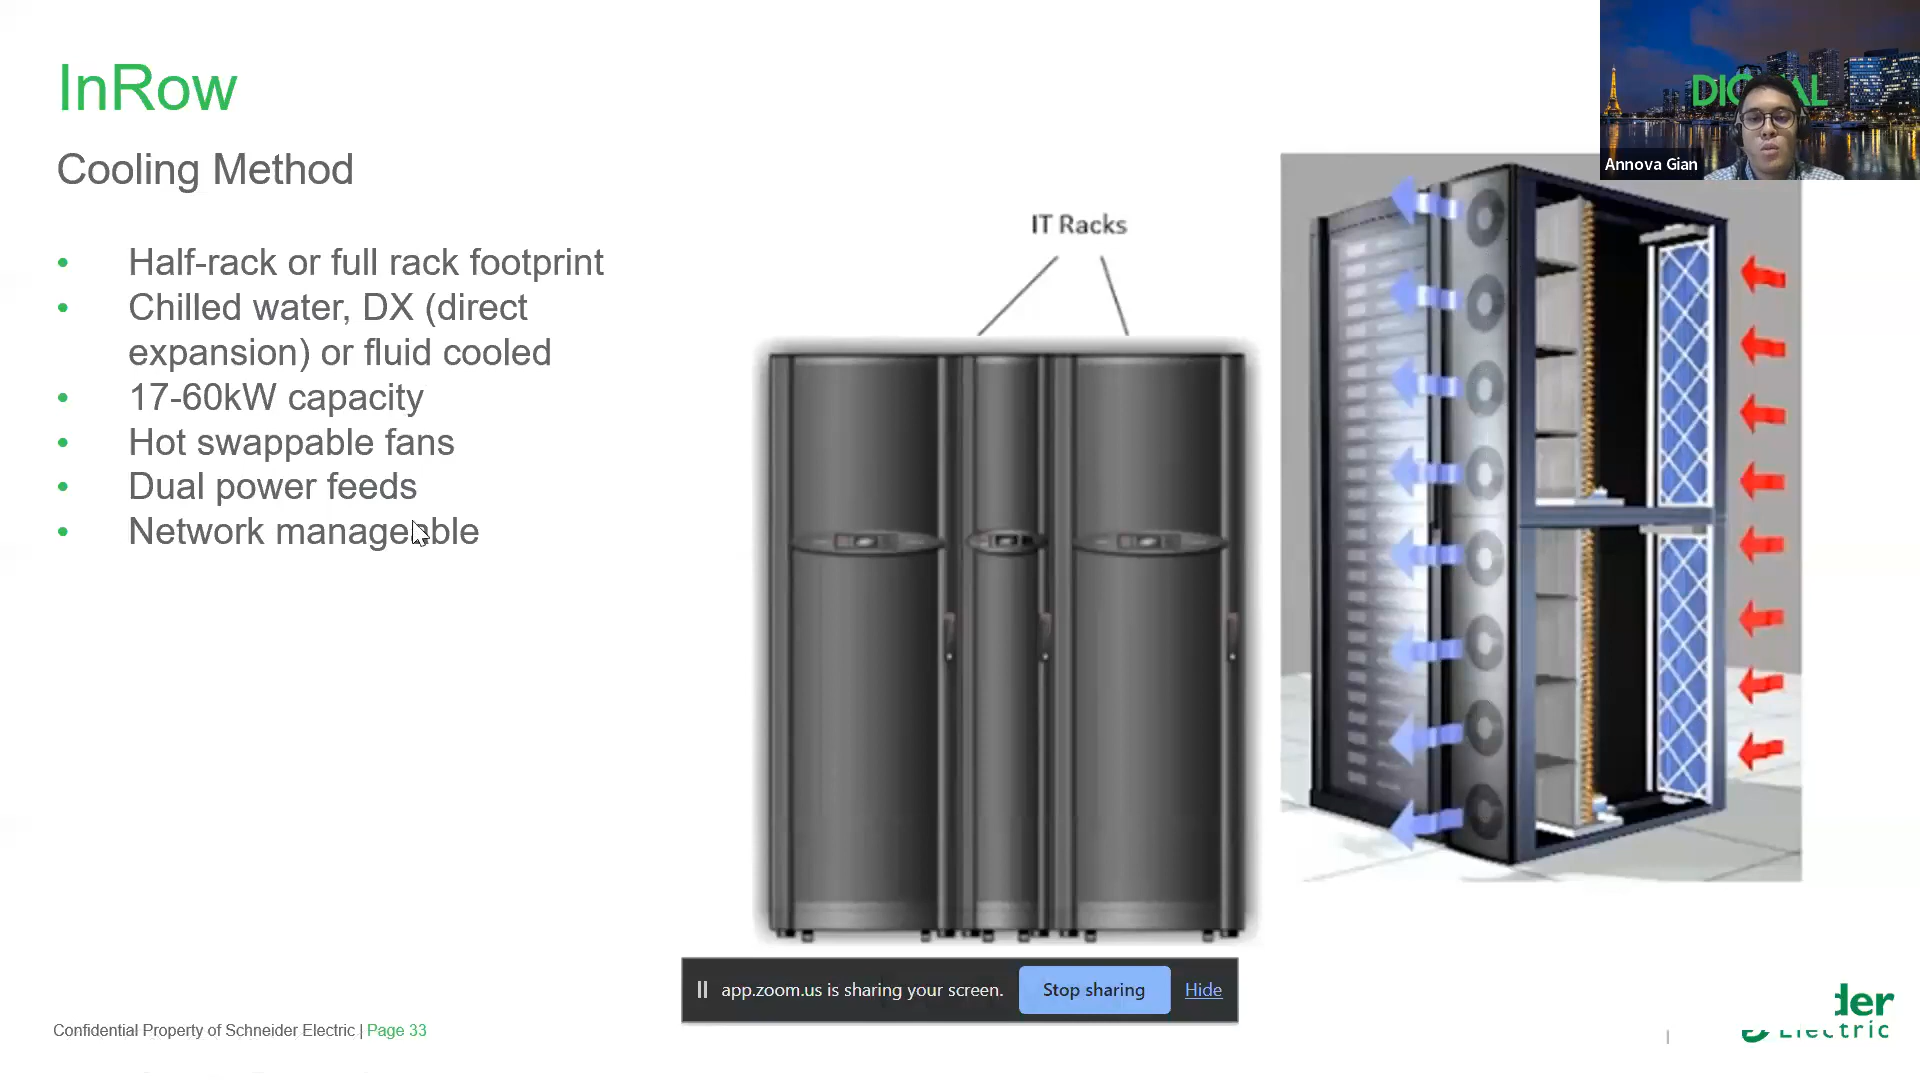 InRow
Cooling Method
• Half-rack or full rack footprint
• Chilled water, DX (direct
expansion) or fluid cooled
• 17-60kW capacity
• Hot swappable fans
• Dual power feeds
• Network manageable
IT Racks
Annova Gian
app.zoom.us is sharing your screen.
Stop sharing
Hide
Confidential Property of Schneider Electric | Page 33